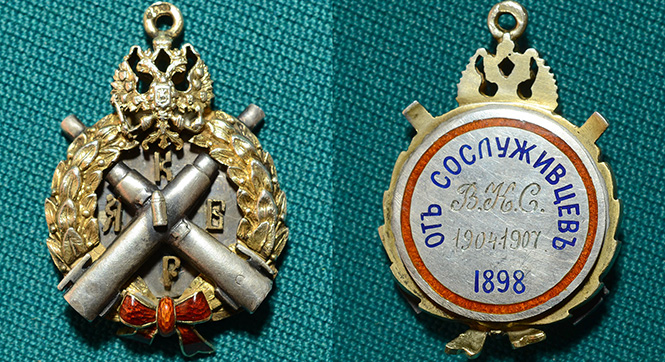 К
Я Е
Г
ОТЪ СОСЛУЖИВЦЕВЪ
В.К.С.
1904-1907
1898